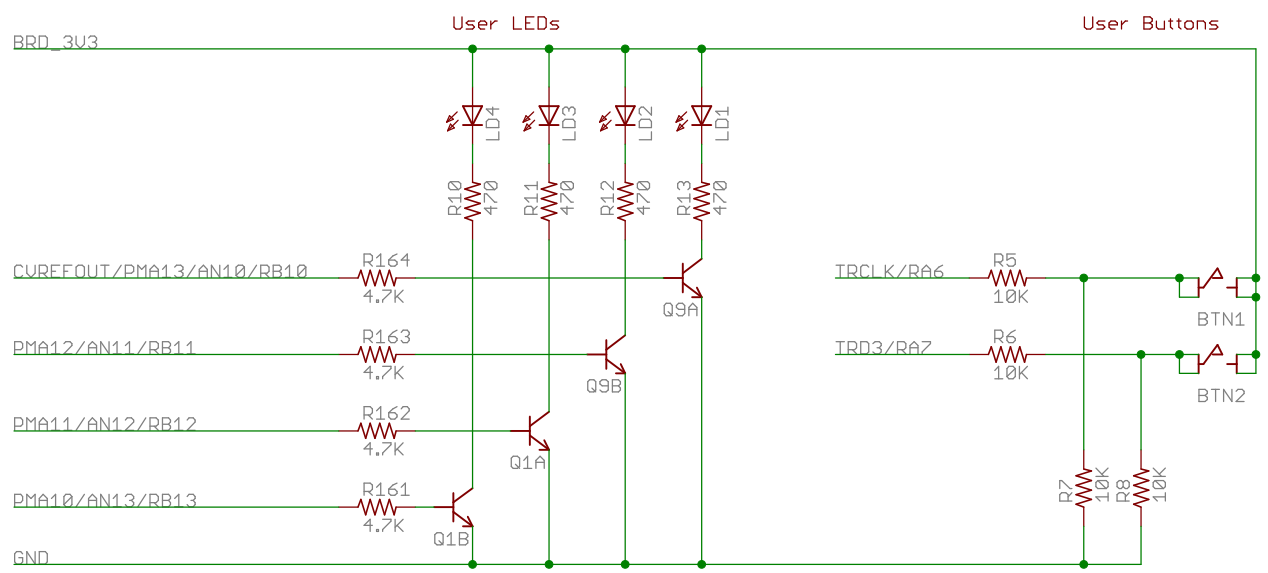 User LEDs
User Buttons
BRD_3V3
LD4
LD3
LD2
LD1
R10
470
R11
470
R12
470
R13
470
CVREFOUT/PMA13/AN10/RB10
R164
4.7K
Q9A
TRCLK/RA6
R5
10K
BTN1
PMA12/AN11/RB11
R163
4.7K
Q9B
TRD3/RA7
R6
10K
BTN2
PMA11/AN12/RB12
R162
4.7K
Q1A
PMA10/AN13/RB13
R161
4.7K
Q1B
R7
10K
R8
10K
GND